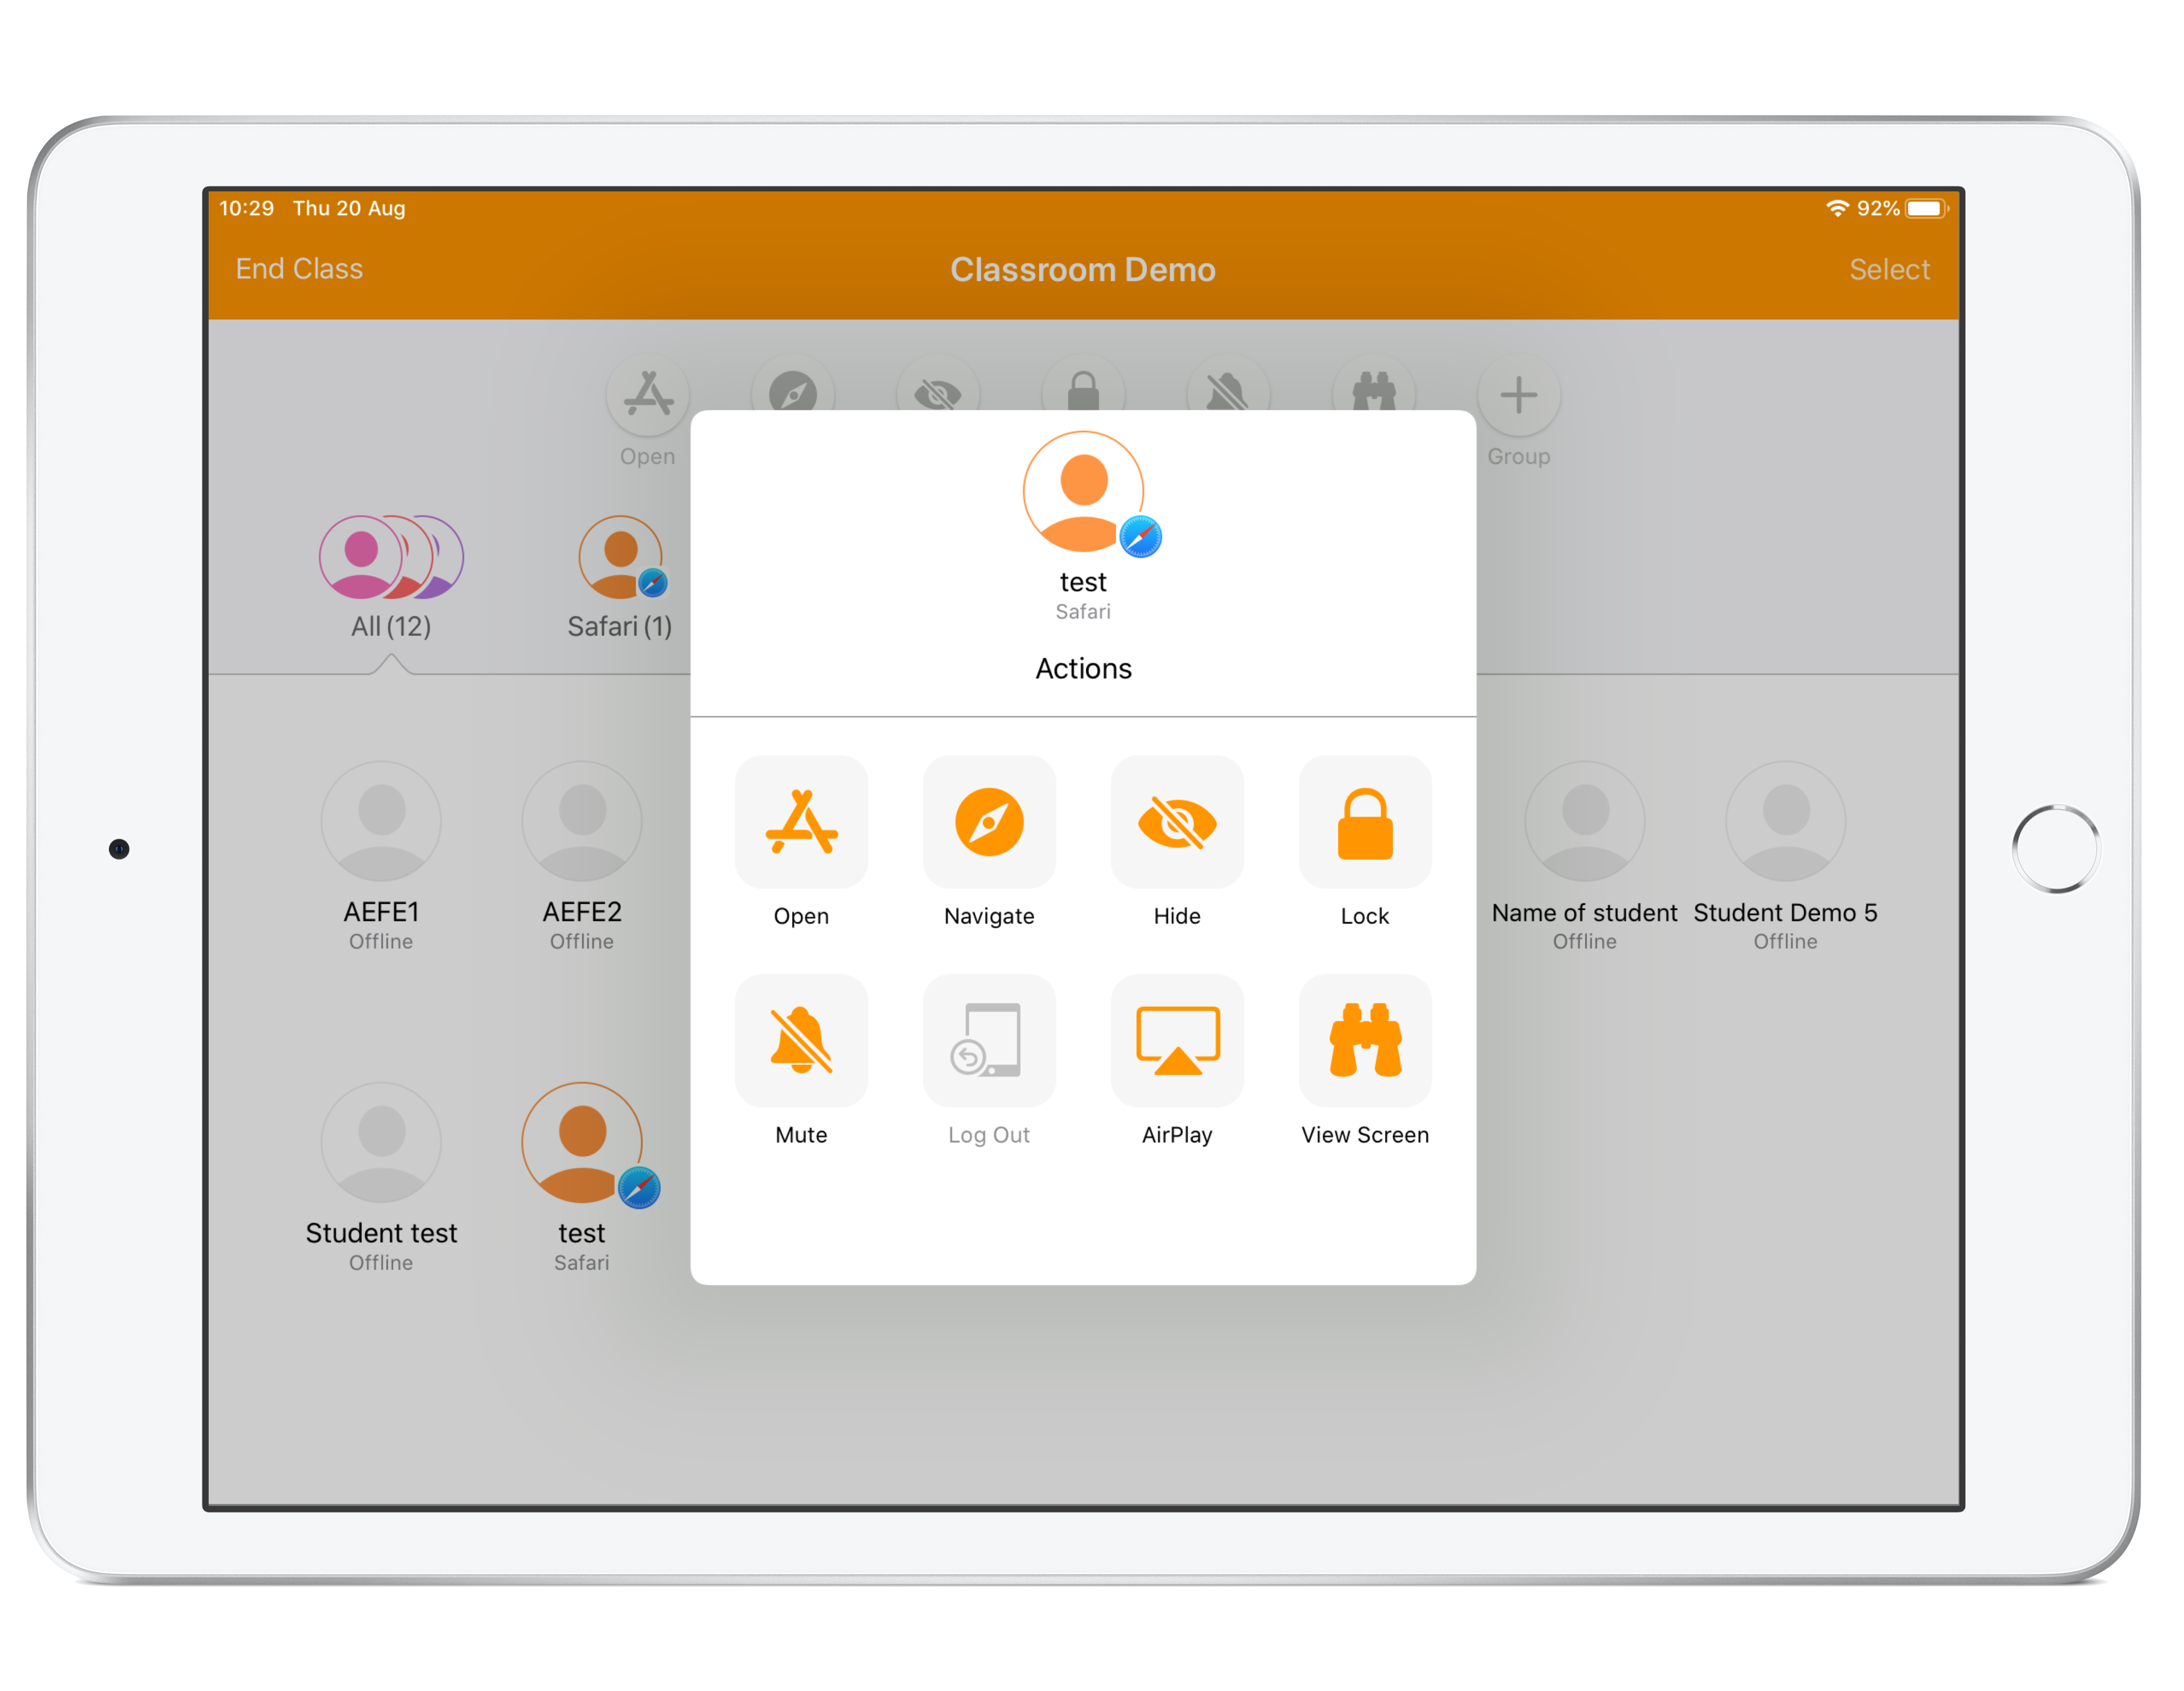 10:29 Thu 20 Aug
92%
End Class
Classroom Demo
Select
Open
Group
All (12)
Safari (1)
test
Safari
Actions
Open
Navigate
Hide
Lock
Mute
Log Out
AirPlay
View Screen
AEFE1
Offline
AEFE2
Offline
Name of student
Offline
Student Demo 5
Offline
Student test
Offline
test
Safari